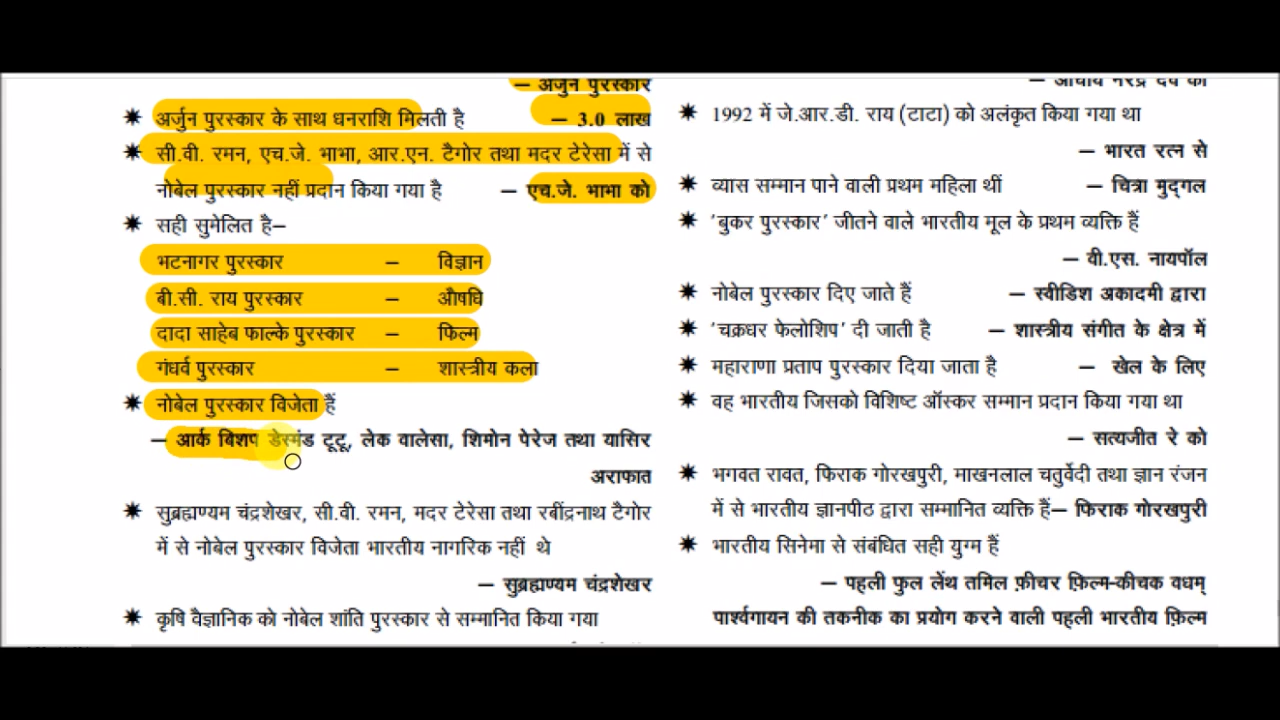 – अर्जुन पुरस्कार
✷ अर्जुन पुरस्कार के साथ धनराशि मिलती है – 3.0 लाख
✷ सी.वी. रमन, एच.जे. भाभा, आर.एन. टैगोर तथा मदर टेरेसा में से
नोबेल पुरस्कार नहीं प्रदान किया गया है – एच.जे. भाभा को
✷ सही सुमेलित है–
भटनागर पुरस्कार – विज्ञान
बी.सी. राय पुरस्कार – औषधि
दादा साहेब फाल्के पुरस्कार – फिल्म
गंधर्व पुरस्कार – शास्त्रीय कला
✷ नोबेल पुरस्कार विजेता हैं
– आर्क बिशप डेस्मंड टूटू, लेक वालेसा, शिमोन पेरेज तथा यासिर
अराफात
✷ सुब्रह्मण्यम चंद्रशेखर, सी.वी. रमन, मदर टेरेसा तथा रबींद्रनाथ टैगोर
में से नोबेल पुरस्कार विजेता भारतीय नागरिक नहीं थे
– सुब्रह्मण्यम चंद्रशेखर
✷ कृषि वैज्ञानिक को नोबेल शांति पुरस्कार से सम्मानित किया गया
– आचार्य नरेंद्र देव को
✷ 1992 में जे.आर.डी. राय (टाटा) को अलंकृत किया गया था
– भारत रत्न से
✷ व्यास सम्मान पाने वाली प्रथम महिला थीं – चित्रा मुद्गल
✷ 'बुकर पुरस्कार' जीतने वाले भारतीय मूल के प्रथम व्यक्ति हैं
– वी.एस. नायपॉल
✷ नोबेल पुरस्कार दिए जाते हैं – स्वीडिश अकादमी द्वारा
✷ 'चक्रधर फेलोशिप' दी जाती है – शास्त्रीय संगीत के क्षेत्र में
✷ महाराणा प्रताप पुरस्कार दिया जाता है – खेल के लिए
✷ वह भारतीय जिसको विशिष्ट ऑस्कर सम्मान प्रदान किया गया था
– सत्यजीत रे को
✷ भगवत रावत, फिराक गोरखपुरी, माखनलाल चतुर्वेदी तथा ज्ञान रंजन
में से भारतीय ज्ञानपीठ द्वारा सम्मानित व्यक्ति हैं– फिराक गोरखपुरी
✷ भारतीय सिनेमा से संबंधित सही युग्म हैं
– पहली फुल लेंथ तमिल फ़ीचर फ़िल्म-कीचक वधम्
पार्श्वगायन की तकनीक का प्रयोग करने वाली पहली भारतीय फ़िल्म